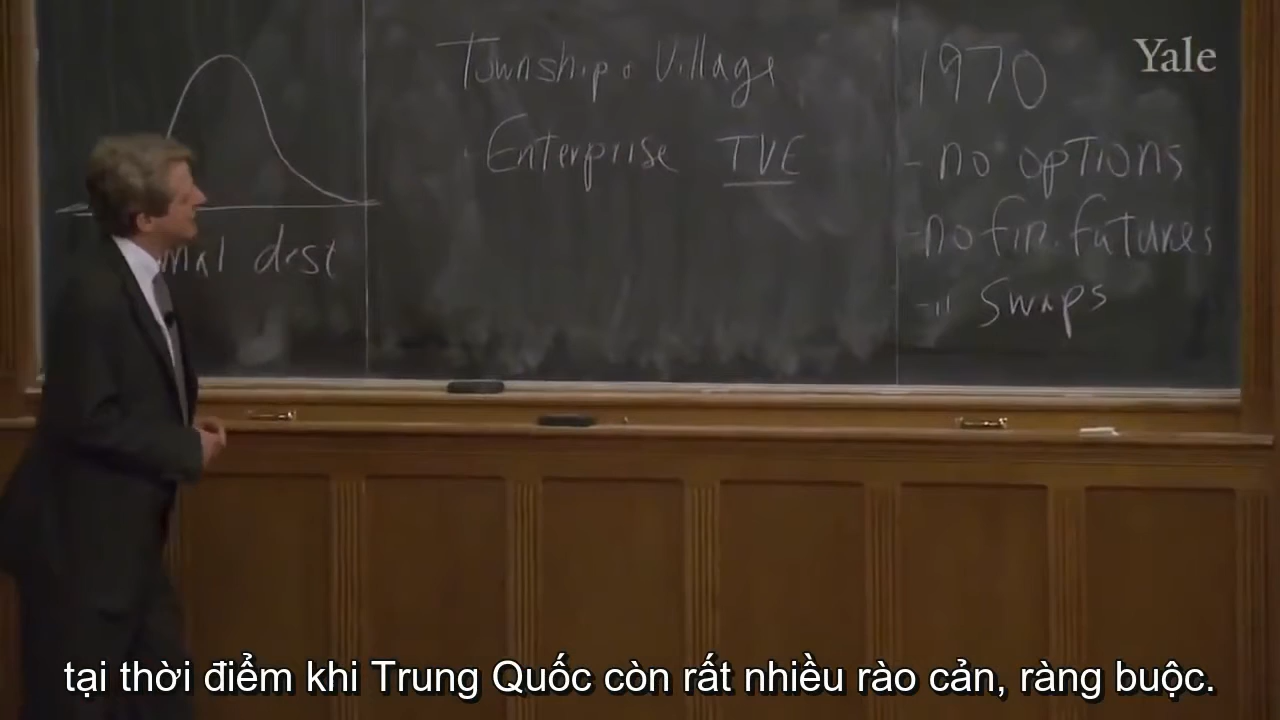 Yale
Township & Village
Enterprise TVE
1970
- no options
- no fin. futures
- " Swaps
dist
tại thời điểm khi Trung Quốc còn rất nhiều rào cản, ràng buộc.